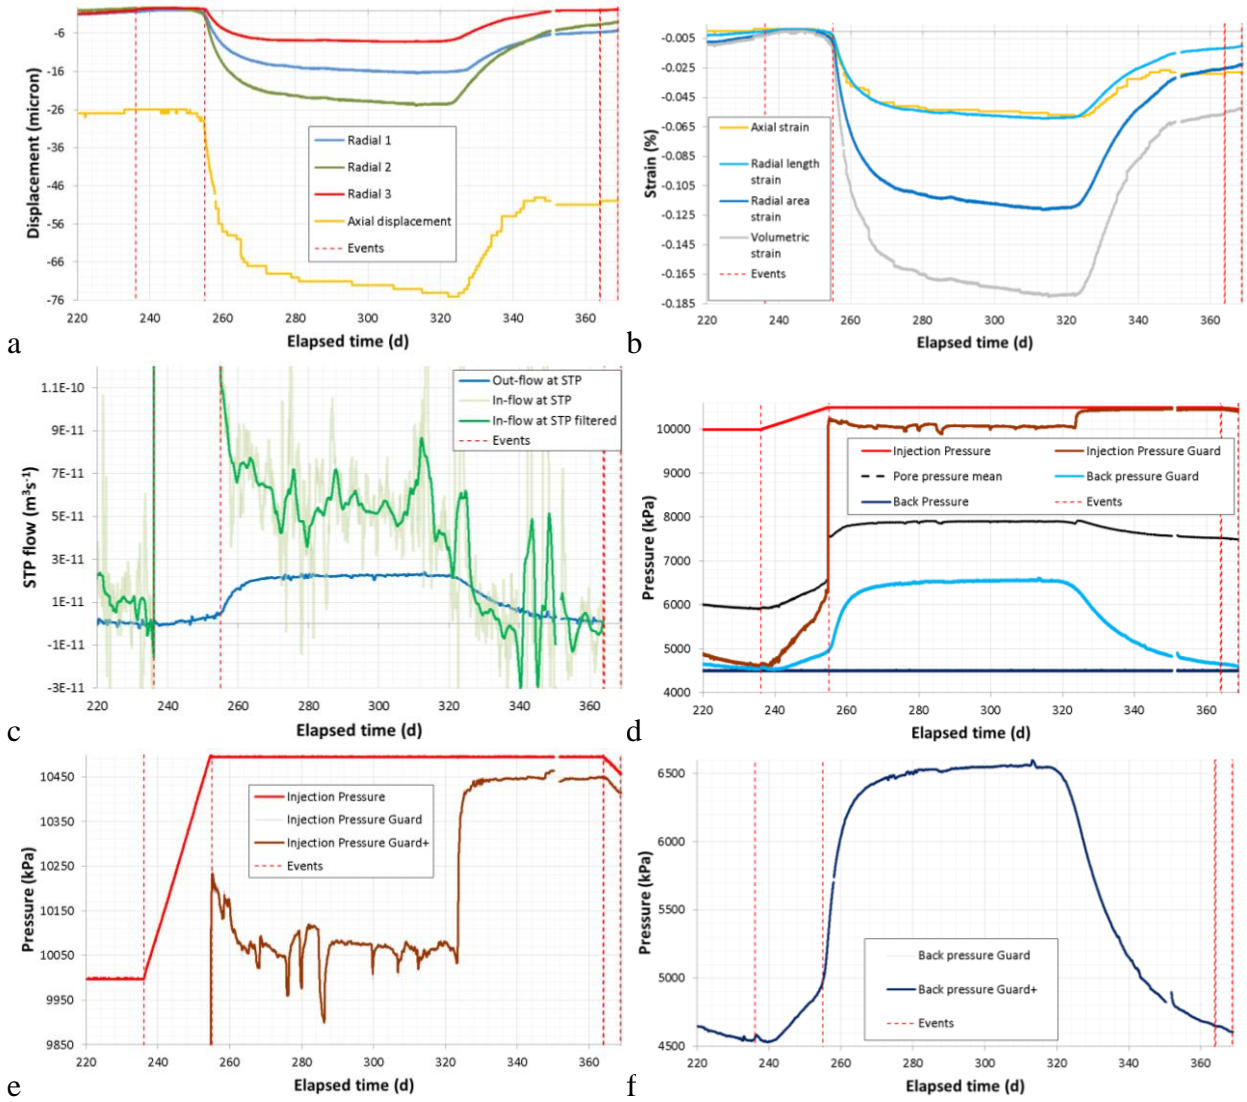 -6
-16
-26
-36
-46
-56
-66
-76
Displacement (micron)
Radial 1
Radial 2
Radial 3
Axial displacement
Events
220 240 260 280 300 320 340 360
Elapsed time (d)
a
-0.005
-0.025
-0.045
-0.065
-0.085
-0.105
-0.125
-0.145
-0.165
-0.185
Strain (%)
Axial strain
Radial length
strain
Radial area
strain
Volumetric
strain
Events
220 240 260 280 300 320 340 360
Elapsed time (d)
b
1.1E-10
9E-11
7E-11
5E-11
3E-11
1E-11
-1E-11
-3E-11
STP flow (m³s⁻¹)
Out-flow at STP
In-flow at STP
In-flow at STP filtered
Events
220 240 260 280 300 320 340 360
Elapsed time (d)
c
10000
9000
8000
7000
6000
5000
4000
Pressure (kPa)
Injection Pressure
Injection Pressure Guard
Pore pressure mean
Back pressure Guard
Back Pressure
Events
220 240 260 280 300 320 340 360
Elapsed time (d)
d
10450
10350
10250
10150
10050
9950
9850
Pressure (kPa)
Injection Pressure
Injection Pressure Guard
Injection Pressure Guard+
Events
220 240 260 280 300 320 340 360
Elapsed time (d)
e
6500
6000
5500
5000
4500
Pressure (kPa)
Back pressure Guard
Back pressure Guard+
Events
220 240 260 280 300 320 340 360
Elapsed time (d)
f